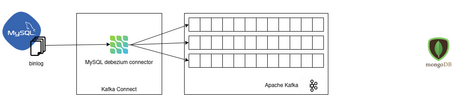 MySQL
binlog
MySQL debezium connector
Kafka Connect
Apache Kafka
mongoDB